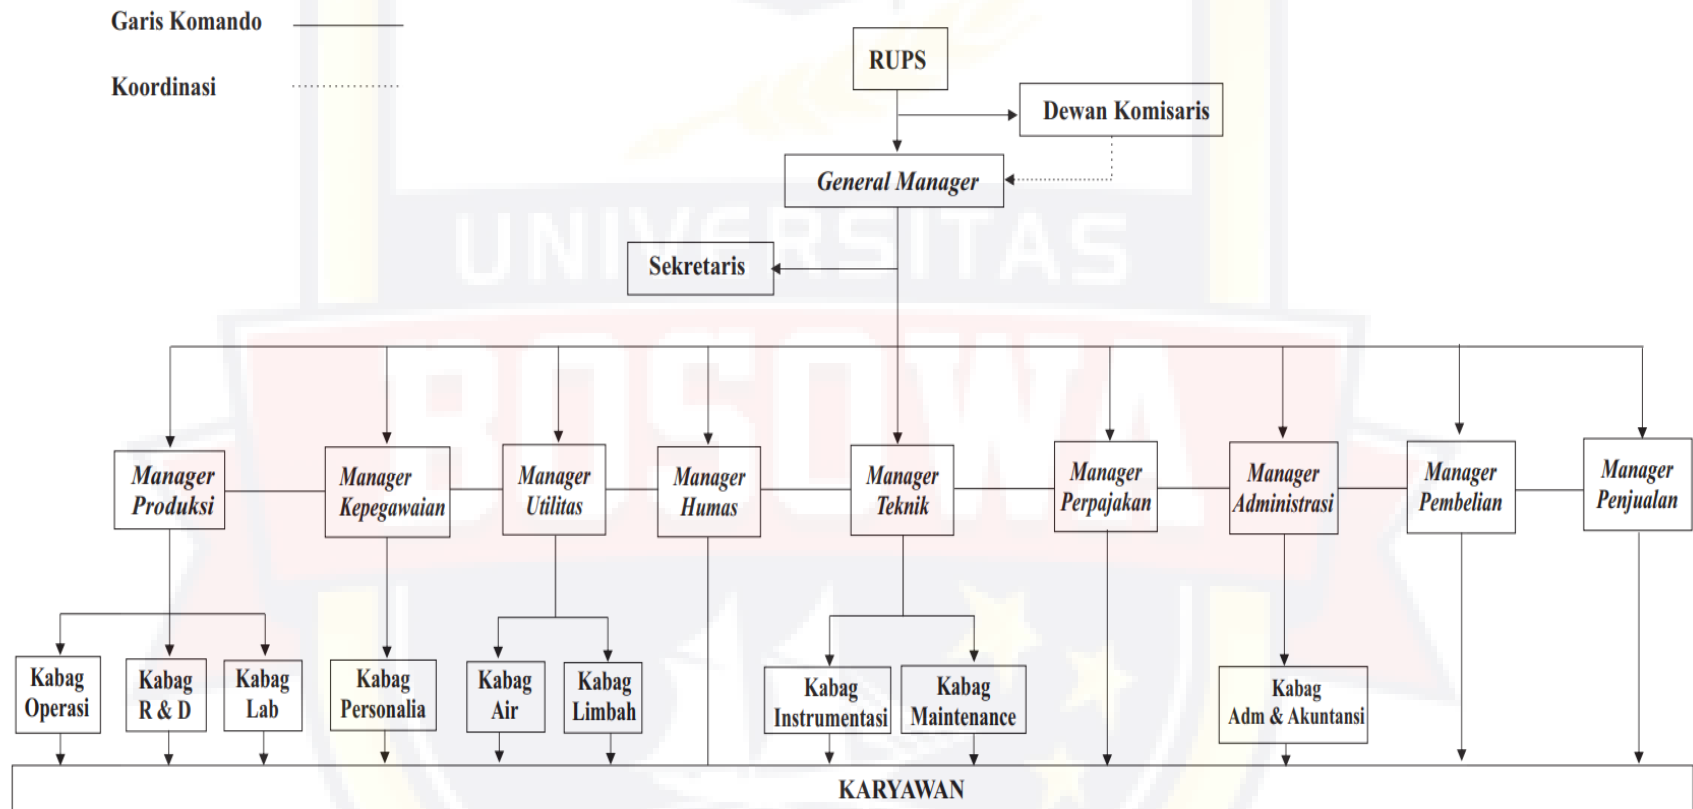 Garis Komando
Koordinasi
RUPS
Dewan Komisaris
General Manager
Sekretaris
UNIVERSITAS
BOSOWA
Manager
Produksi
Manager
Kepegawaian
Manager
Utilitas
Manager
Humas
Manager
Teknik
Manager
Perpajakan
Manager
Administrasi
Manager
Pembelian
Manager
Penjualan
Kabag
Operasi
Kabag
R & D
Kabag
Lab
Kabag
Personalia
Kabag
Air
Kabag
Limbah
Kabag
Instrumentasi
Kabag
Maintenance
Kabag
Adm & Akuntansi
KARYAWAN